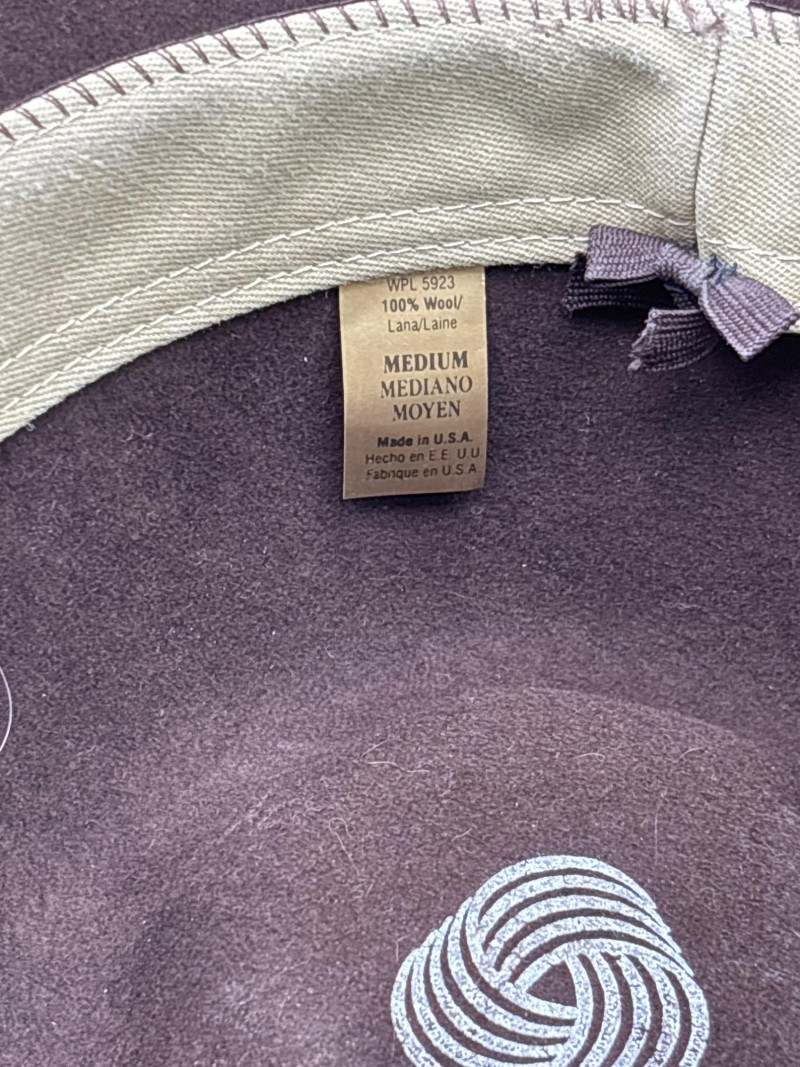 WPL 5923
100% Wool/
Lana/Laine
MEDIUM
MEDIANO
MOYEN
Made in U.S.A.
Hecho en E.E. U.U.
Fabrique en U.S.A.